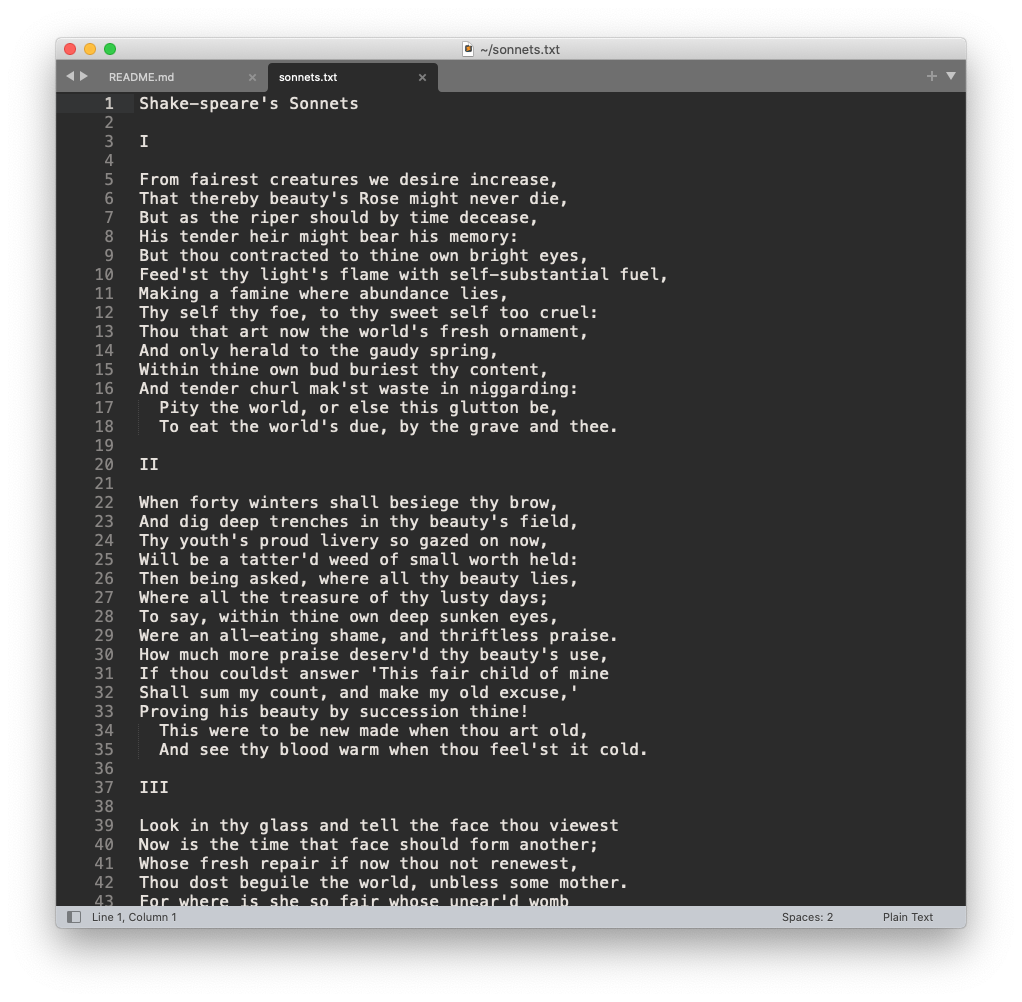 ~/sonnets.txt
README.md
sonnets.txt
1 Shake-speare's Sonnets
2
3 I
4
5 From fairest creatures we desire increase,
6 That thereby beauty's Rose might never die,
7 But as the riper should by time decease,
8 His tender heir might bear his memory:
9 But thou contracted to thine own bright eyes,
10 Feed'st thy light's flame with self-substantial fuel,
11 Making a famine where abundance lies,
12 Thy self thy foe, to thy sweet self too cruel:
13 Thou that art now the world's fresh ornament,
14 And only herald to the gaudy spring,
15 Within thine own bud buriest thy content,
16 And tender churl mak'st waste in niggarding:
17   Pity the world, or else this glutton be,
18   To eat the world's due, by the grave and thee.
19
20 II
21
22 When forty winters shall besiege thy brow,
23 And dig deep trenches in thy beauty's field,
24 Thy youth's proud livery so gazed on now,
25 Will be a tatter'd weed of small worth held:
26 Then being asked, where all thy beauty lies,
27 Where all the treasure of thy lusty days;
28 To say, within thine own deep sunken eyes,
29 Were an all-eating shame, and thriftless praise.
30 How much more praise deserv'd thy beauty's use,
31 If thou couldst answer 'This fair child of mine
32 Shall sum my count, and make my old excuse,'
33 Proving his beauty by succession thine!
34   This were to be new made when thou art old,
35   And see thy blood warm when thou feel'st it cold.
36
37 III
38
39 Look in thy glass and tell the face thou viewest
40 Now is the time that face should form another;
41 Whose fresh repair if now thou not renewest,
42 Thou dost beguile the world, unbless some mother.
43 For where is she so fair whose unear'd womb
Line 1, Column 1
Spaces: 2
Plain Text